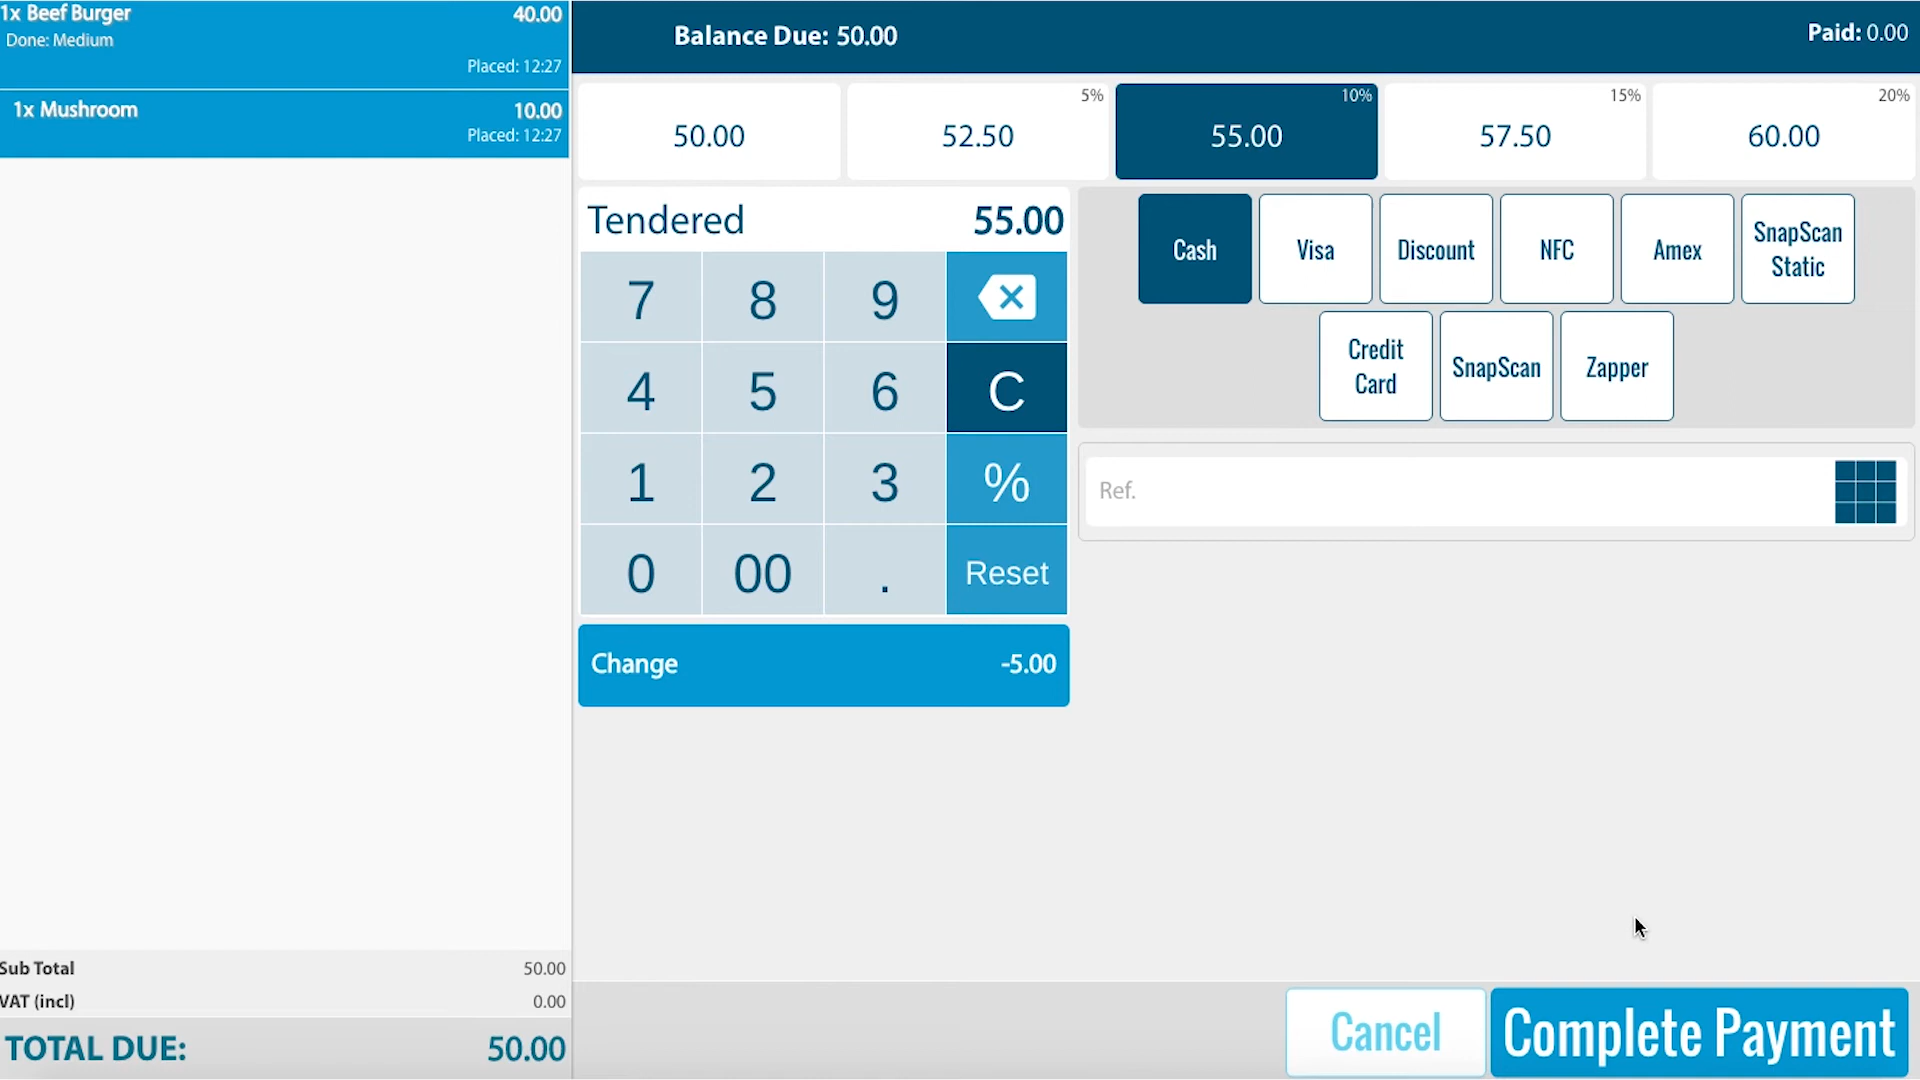 1x Beef Burger 40.00
Done: Medium
Placed: 12:27
1x Mushroom 10.00
Placed: 12:27
Sub Total 50.00
VAT (incl) 0.00
TOTAL DUE: 50.00
Balance Due: 50.00
Paid: 0.00
5% 10% 15% 20%
50.00 52.50 55.00 57.50 60.00
Tendered 55.00
7 8 9
4 5 6 C
1 2 3 %
0 00 . Reset
Change -5.00
Cash Visa Discount NFC Amex SnapScan Static
Credit Card SnapScan Zapper
Ref.
Cancel Complete Payment